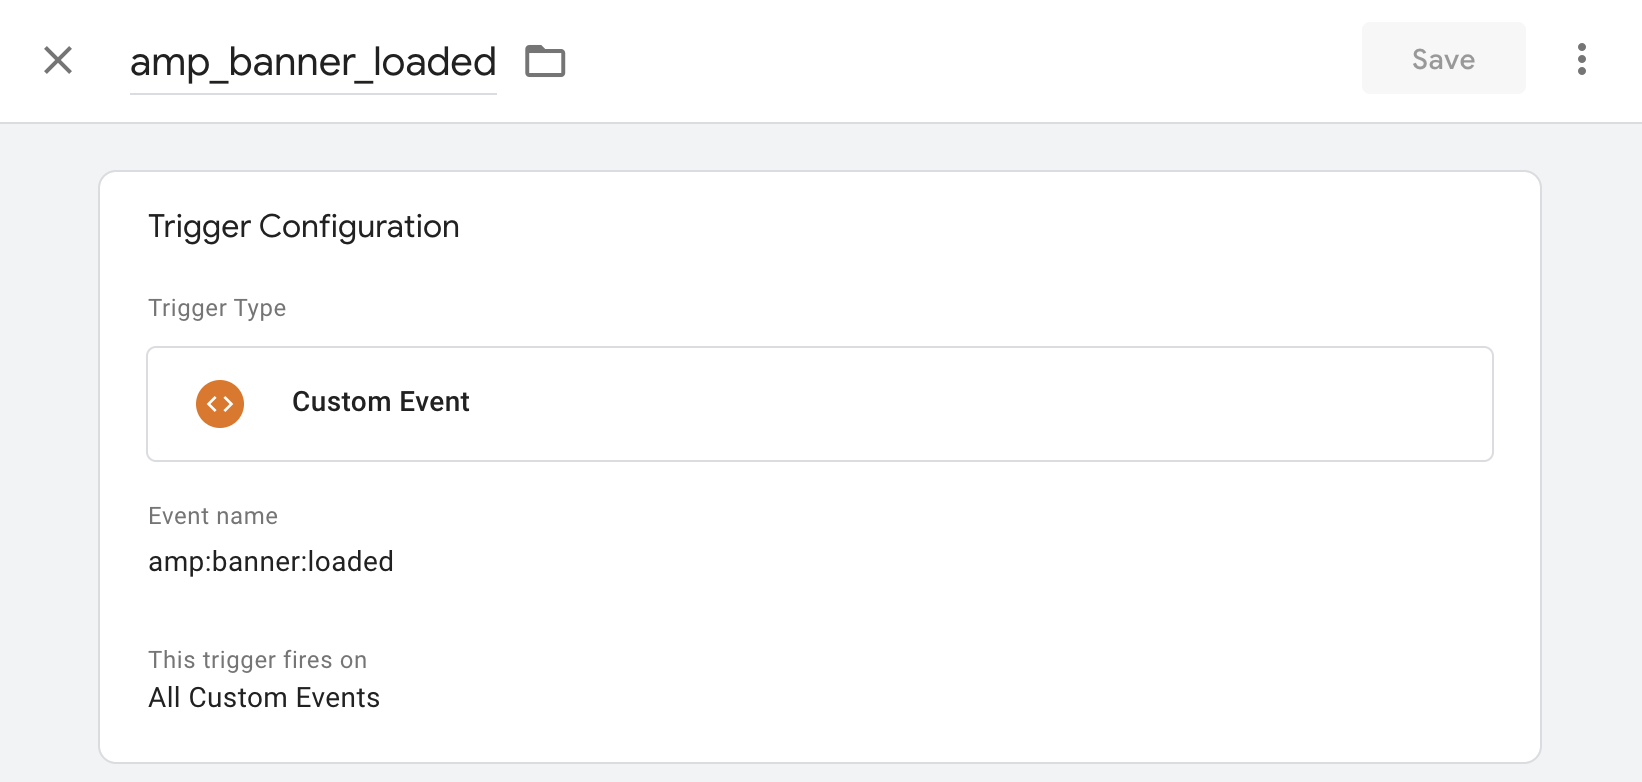 amp_banner_loaded
Save
Trigger Configuration
Trigger Type
Custom Event
Event name
amp:banner:loaded
This trigger fires on
All Custom Events